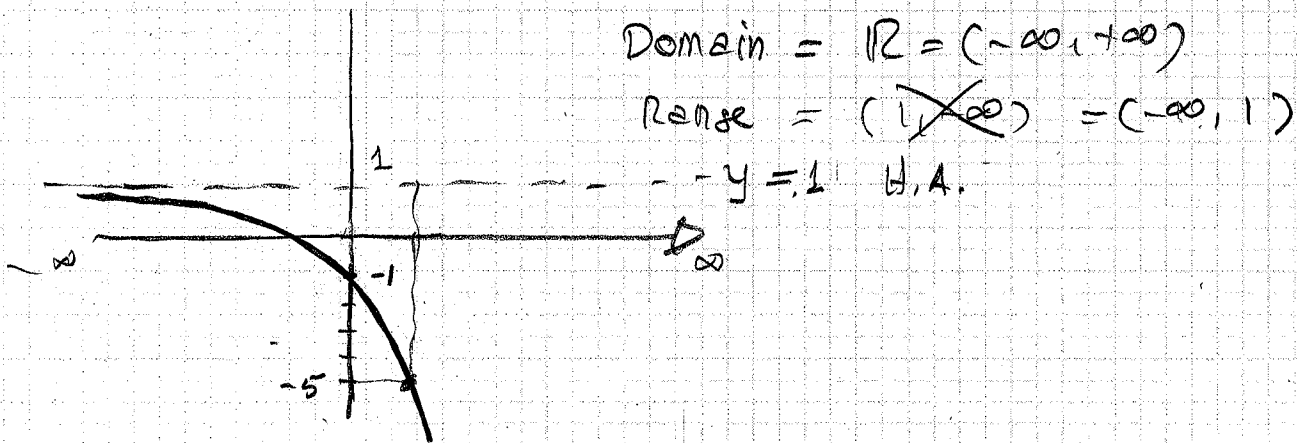 Domain = ℝ = (-∞, +∞)
Range = (1, -∞) = (-∞, 1)
1
- y = 1 H.A.
-∞
∞
-1
-5